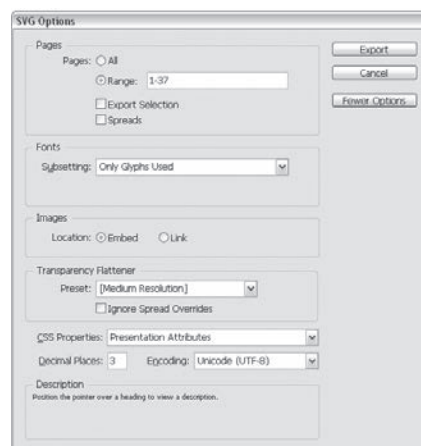 SVG Options
Pages
Pages: All
Range: 1-37
Export Selection
Spreads
Export
Cancel
Fewer Options
Fonts
Subsetting: Only Glyphs Used
Images
Location: Embed Link
Transparency Flattener
Preset: [Medium Resolution]
Ignore Spread Overrides
CSS Properties: Presentation Attributes
Decimal Places: 3 Encoding: Unicode (UTF-8)
Description
Position the pointer over a heading to view a description.